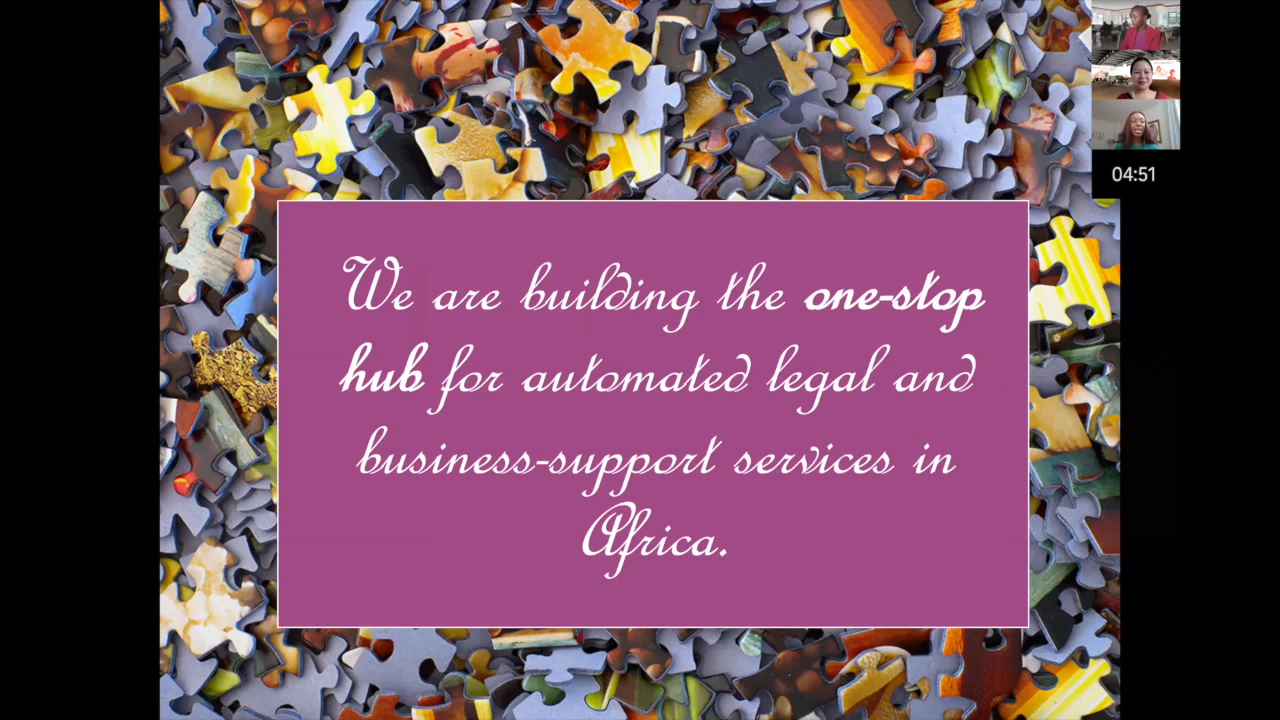 04:51
We are building the one-stop
hub for automated legal and
business-support services in
Africa.